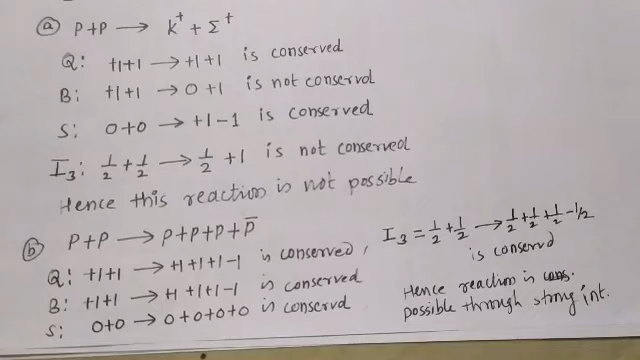 ⓐ P+P → K⁺ + Σ⁺
Q: +1+1 → +1+1 is conserved
B: +1+1 → 0+1 is not conservd
S: 0+0 → +1-1 is conserved
I₃: 1/2 + 1/2 → 1/2 + 1 is not conserved
Hence this reaction is not possible
ⓑ P+P → P+P+P+P̅
Q: +1+1 → +1+1+1-1 is conserved,
B: +1+1 → +1+1+1-1 is conserved
S: 0+0 → 0+0+0+0 is conservd
I₃ = 1/2 + 1/2 → 1/2 + 1/2 + 1/2 - 1/2
is conservd
Hence reaction is
possible through strong int.